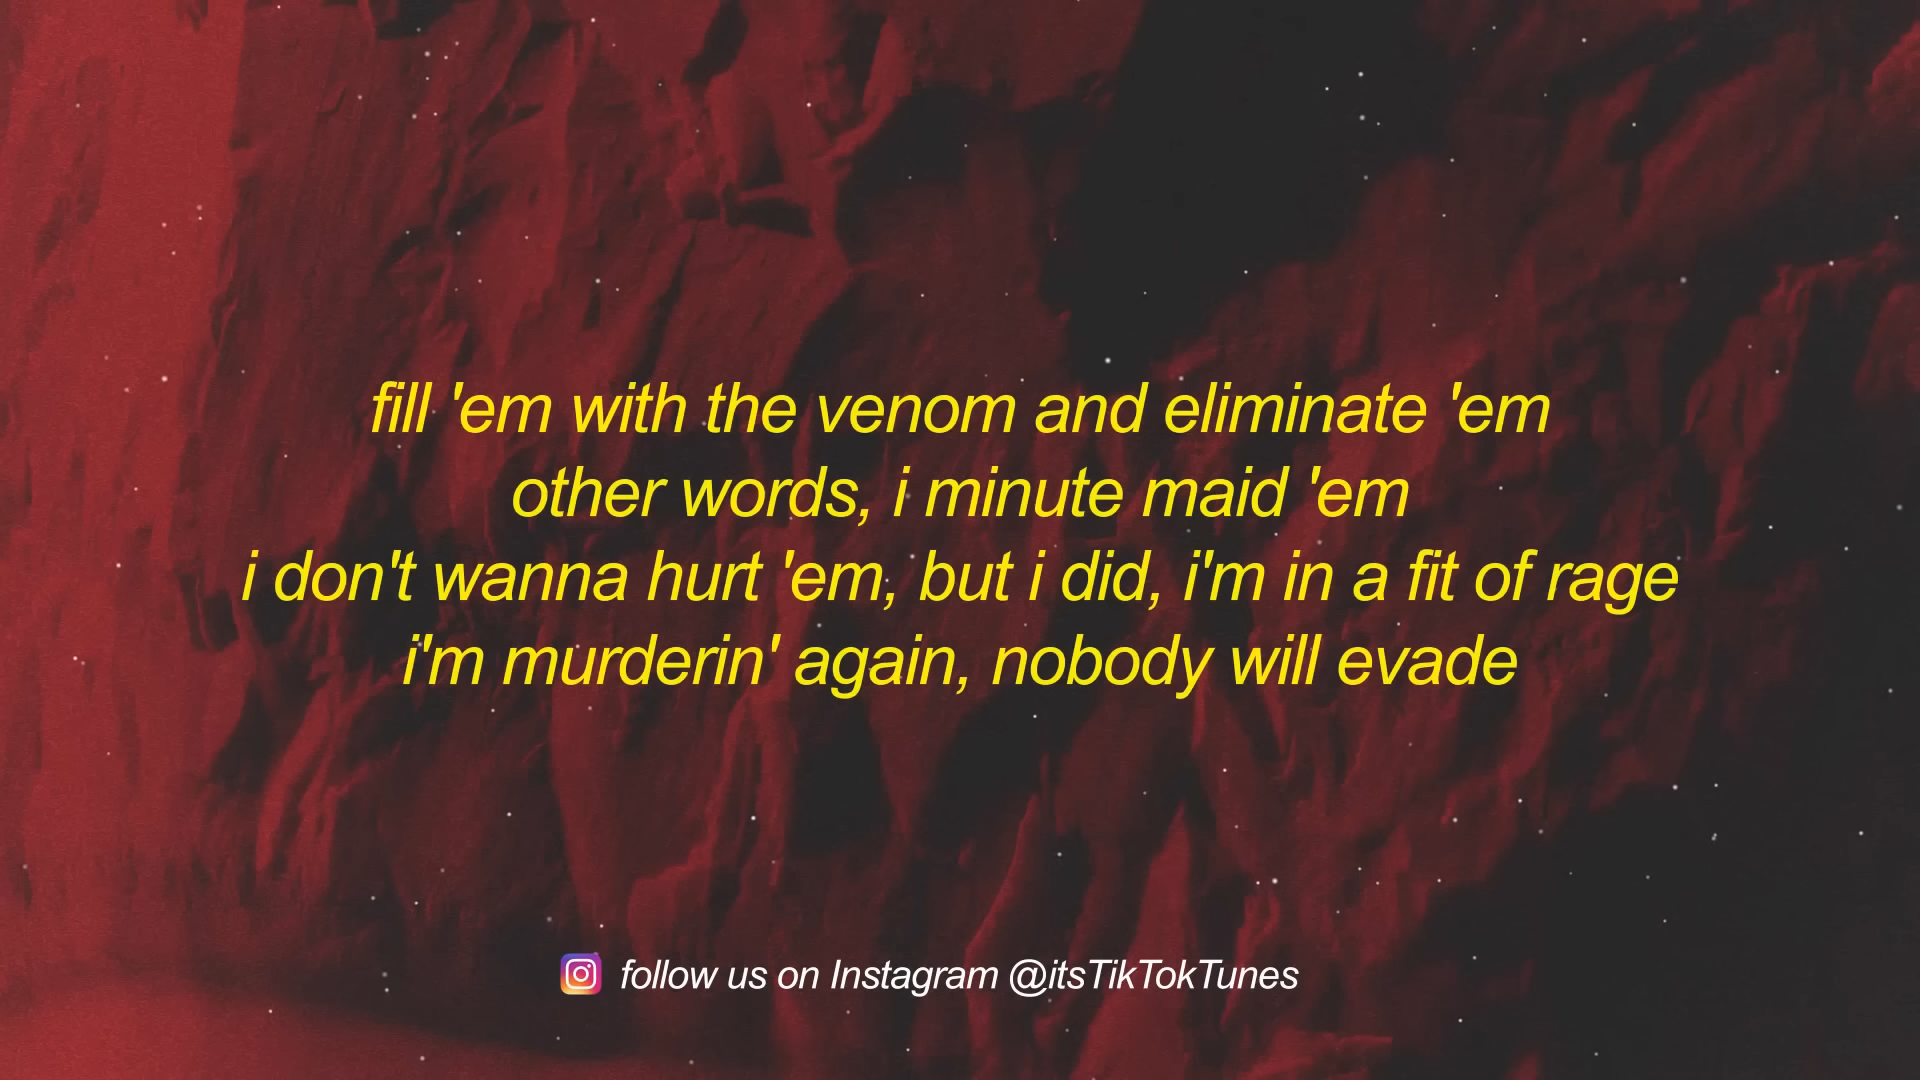 fill 'em with the venom and eliminate 'em
other words, i minute maid 'em
i don't wanna hurt 'em, but i did, i'm in a fit of rage
i'm murderin' again, nobody will evade
follow us on Instagram @itsTikTokTunes